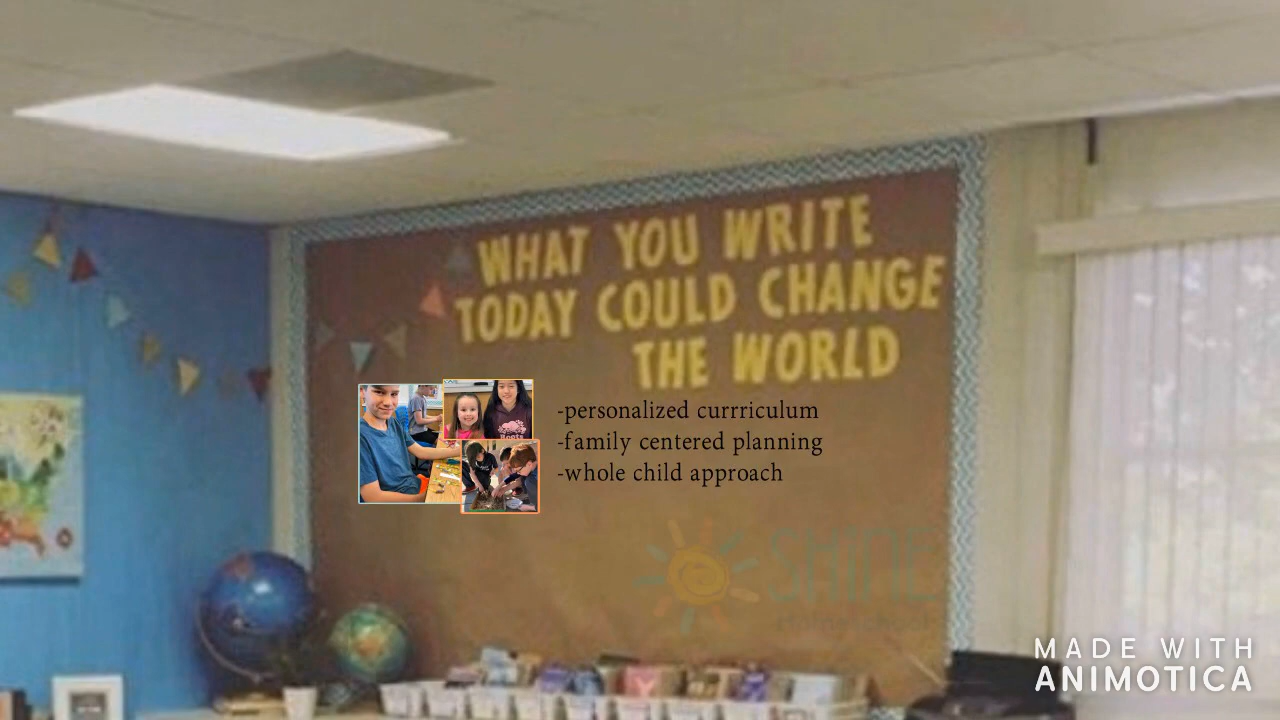 WHAT YOU WRITE
TODAY COULD CHANGE
THE WORLD
-personalized currriculum
-family centered planning
-whole child approach
SHINE
Homeschool
MADE WITH
ANIMOTICA